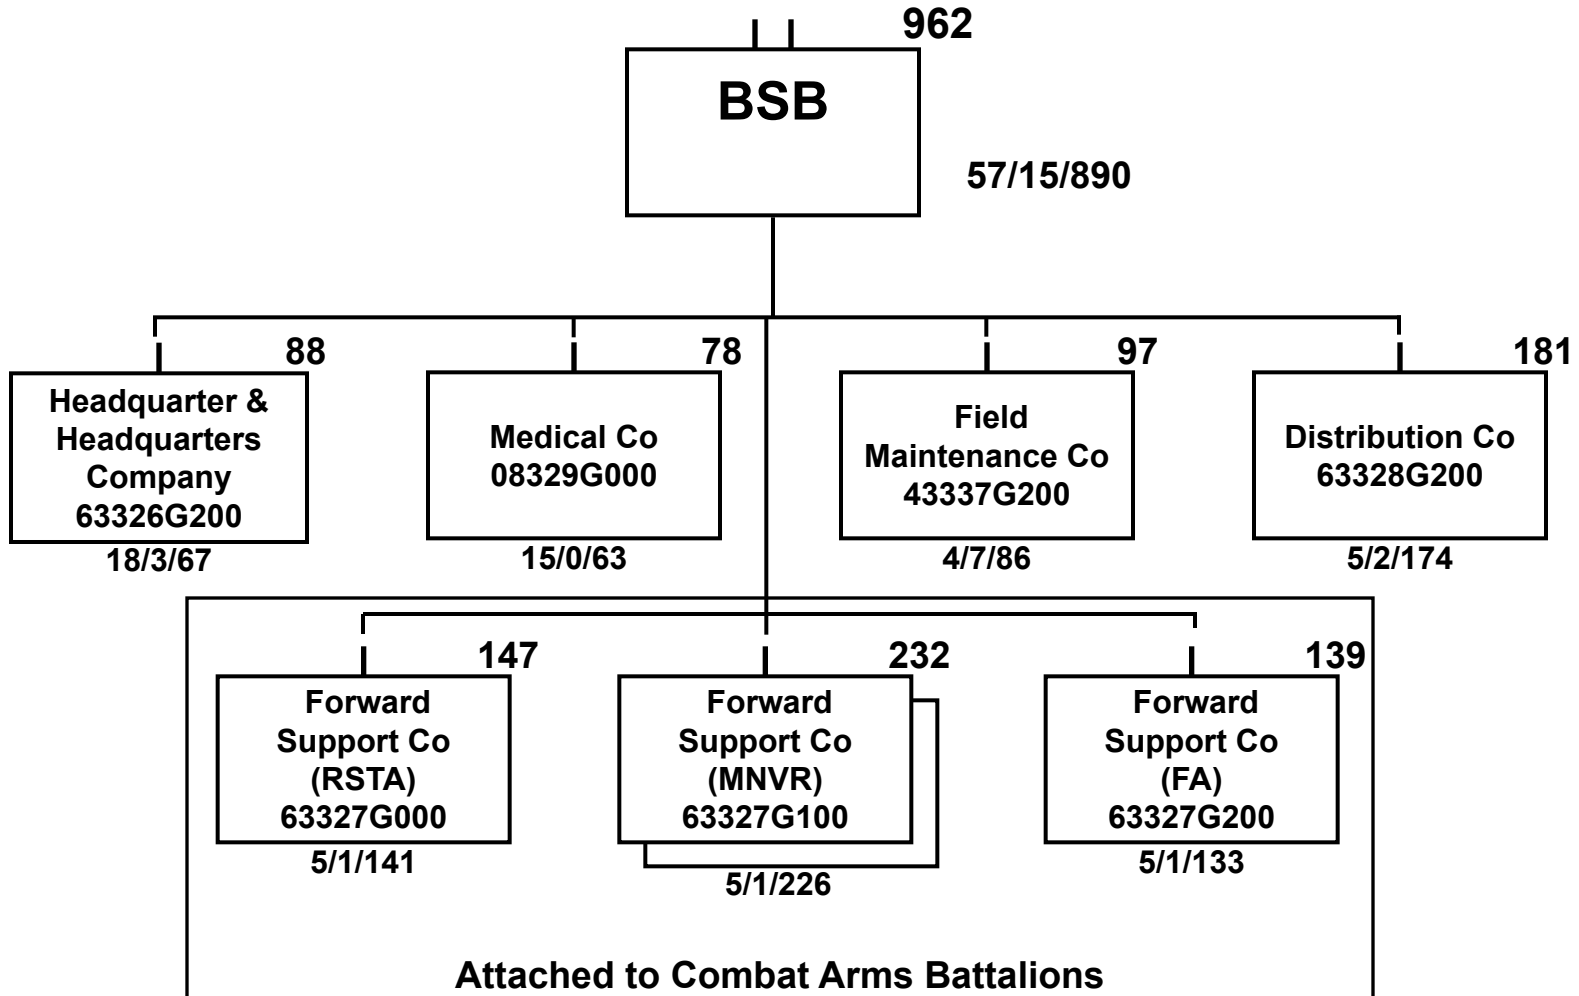 962
BSB
57/15/890
88
Headquarter &
Headquarters
Company
63326G200
18/3/67
78
Medical Co
08329G000
15/0/63
97
Field
Maintenance Co
43337G200
4/7/86
181
Distribution Co
63328G200
5/2/174
147
Forward
Support Co
(RSTA)
63327G000
5/1/141
232
Forward
Support Co
(MNVR)
63327G100
5/1/226
139
Forward
Support Co
(FA)
63327G200
5/1/133
Attached to Combat Arms Battalions